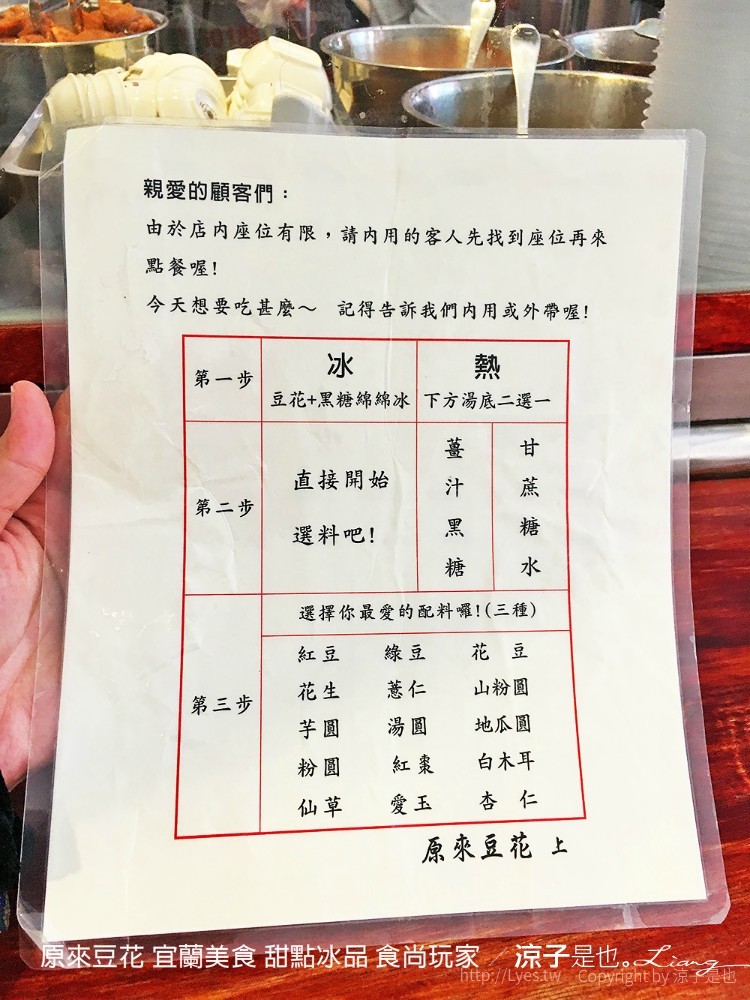 親愛的顧客們：
由於店內座位有限，請內用的客人先找到座位再來
點餐喔!
今天想要吃甚麼～ 記得告訴我們內用或外帶喔!
第一步
冰
豆花+黑糖綿綿冰
熱
下方湯底二選一
第二步
直接開始
選料吧!
薑汁黑糖
甘蔗糖水
第三步
選擇你最愛的配料囉!(三種)
紅豆 綠豆 花 豆
花生 薏仁 山粉圓
芋圓 湯圓 地瓜圓
粉圓 紅棗 白木耳
仙草 愛玉 杏 仁
原來豆花 上
原來豆花 宜蘭美食 甜點冰品 食尚玩家 / 涼子是也。Liang
http://Lyes.tw Copyright by 涼子是也